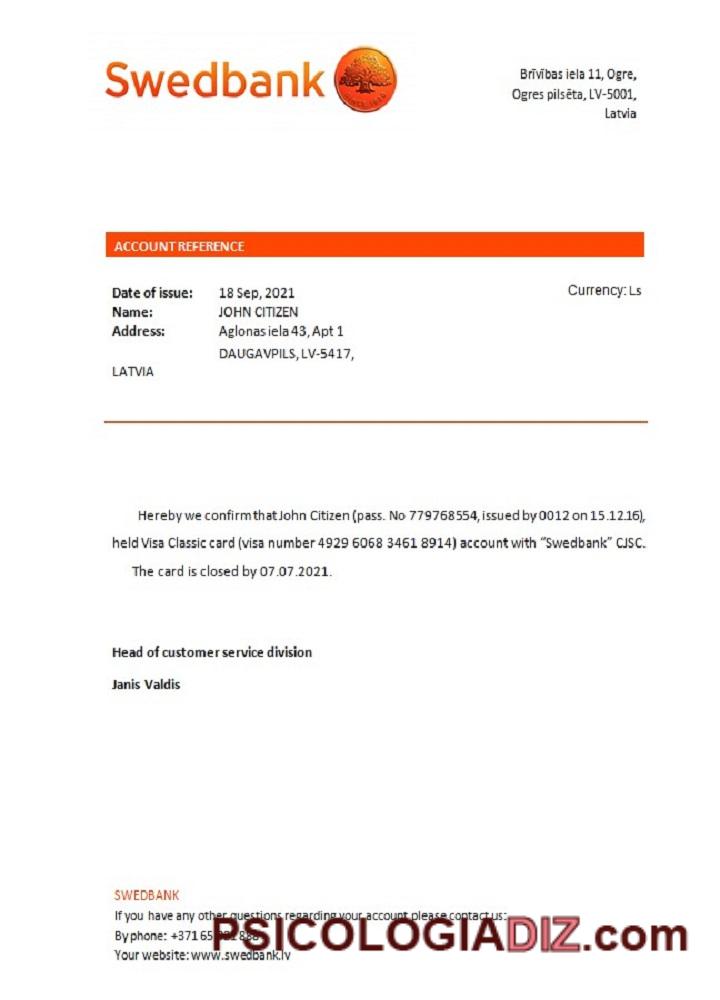 Swedbank
Brīvības iela 11, Ogre,
Ogres pilsēta, LV-5001,
Latvia
ACCOUNT REFERENCE
Date of issue: 18 Sep, 2021
Currency: Ls
Name: JOHN CITIZEN
Address: Aglonas iela 43, Apt 1
DAUGAVPILS, LV-5417,
LATVIA
Hereby we confirm that John Citizen (pass. No 779768554, issued by 0012 on 15.12.16),
held Visa Classic card (visa number 4929 6068 3461 8914) account with “Swedbank” CJSC.
The card is closed by 07.07.2021.
Head of customer service division
Janis Valdis
SWEDBANK
If you have any other questions regarding your account please contact us:
By phone: +371 65
Your website: www.swedbank.lv
PSICOLOGIADIZ.com